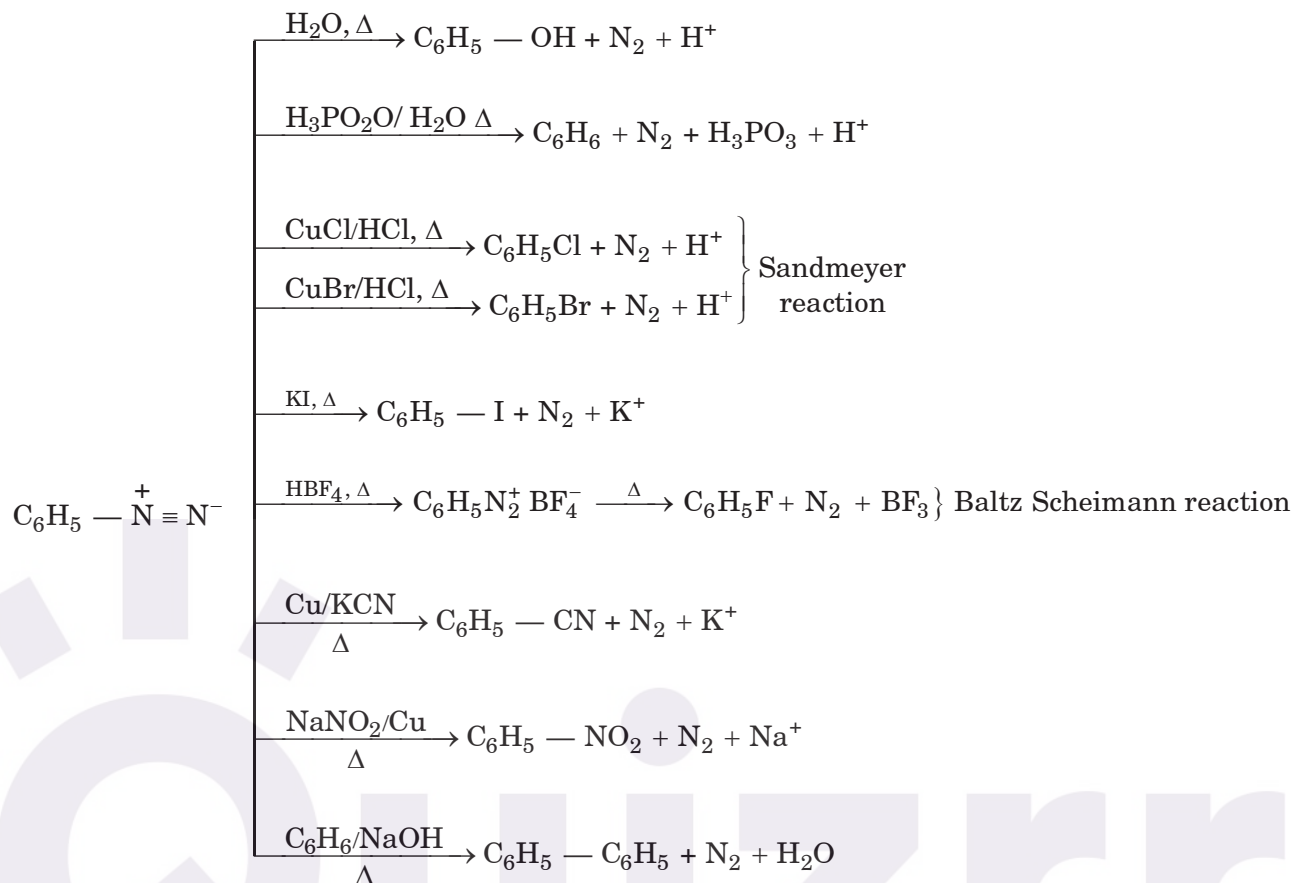 H₂O, Δ
C₆H₅ — OH + N₂ + H⁺
H₃PO₂O/ H₂O Δ
C₆H₆ + N₂ + H₃PO₃ + H⁺
CuCl/HCl, Δ
C₆H₅Cl + N₂ + H⁺
CuBr/HCl, Δ
C₆H₅Br + N₂ + H⁺
Sandmeyer
reaction
KI, Δ
C₆H₅ — I + N₂ + K⁺
C₆H₅ — N⁺ ≡ N⁻
HBF₄, Δ
C₆H₅N₂⁺ BF₄⁻ —Δ→ C₆H₅F + N₂ + BF₃} Baltz Scheimann reaction
Cu/KCN
Δ
C₆H₅ — CN + N₂ + K⁺
NaNO₂/Cu
Δ
C₆H₅ — NO₂ + N₂ + Na⁺
C₆H₆/NaOH
Δ
C₆H₅ — C₆H₅ + N₂ + H₂O
Quizrr